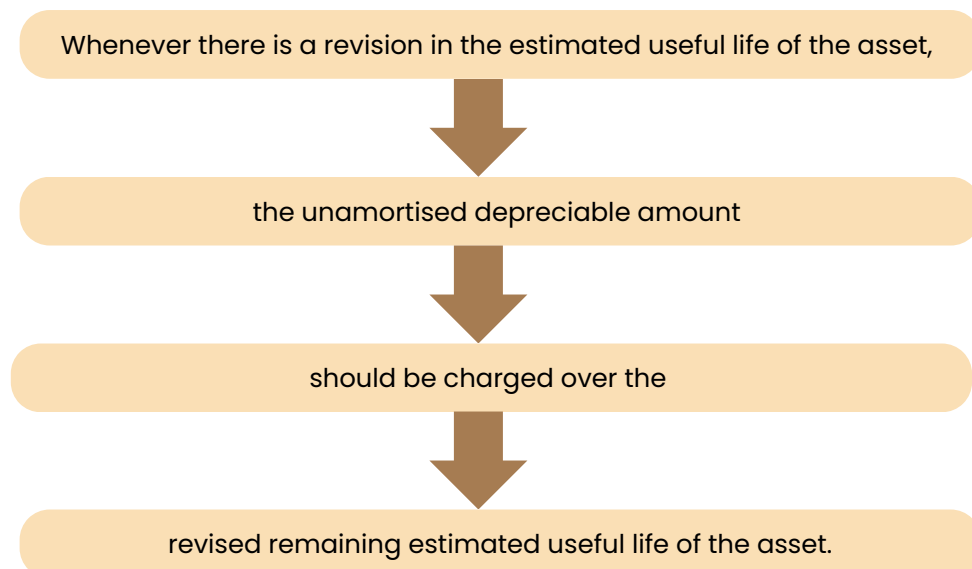 Whenever there is a revision in the estimated useful life of the asset,
the unamortised depreciable amount
should be charged over the
revised remaining estimated useful life of the asset.